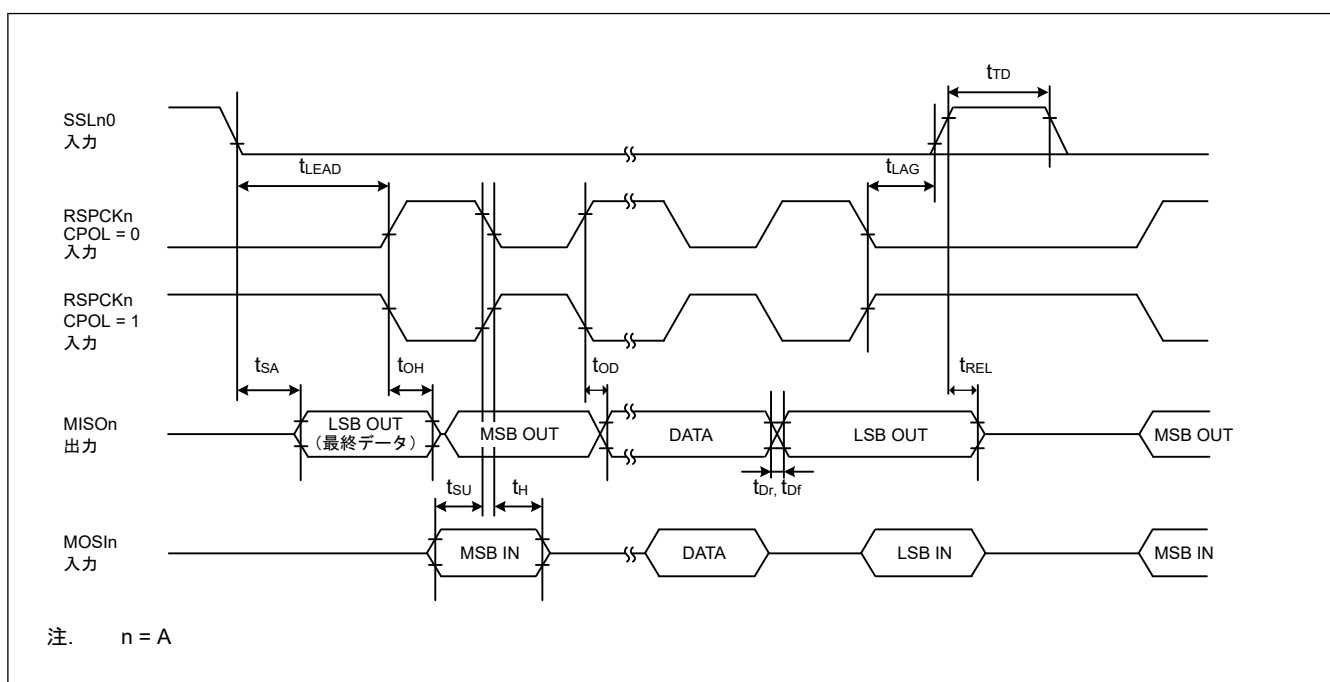 tTD
SSLn0
入力
tLEAD
tLAG
RSPCKn
CPOL = 0
入力
RSPCKn
CPOL = 1
入力
tSA
tOH
tOD
tREL
MISOn
出力
LSB OUT
(最終データ)
MSB OUT
DATA
LSB OUT
MSB OUT
tSU
tH
tDr, tDf
MOSIn
入力
MSB IN
DATA
LSB IN
MSB IN
注. n = A